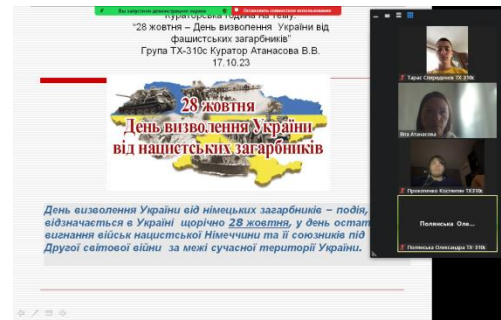 Вы запустили демонстрацию экрана
Остановить совместное использование
Кураторська година на тему:
"28 жовтня – День визволення України від
фашистських загарбників"
Група ТХ-310с Куратор Атанасова В.В.
17.10.23
28 жовтня
День визволення України
від нацистських загарбників
День визволення України від німецьких загарбників – подія,
відзначається в Україні щорічно 28 жовтня, у день остат
вигнання військ нацистської Німеччини та її союзників під
Другої світової війни за межі сучасної території України.
Тарас ТХ 310с
Віта Атанасова
Прокопенко Костянтин ТХ310с
Полянська Оле...
Полянська Олександра ТХ-310с